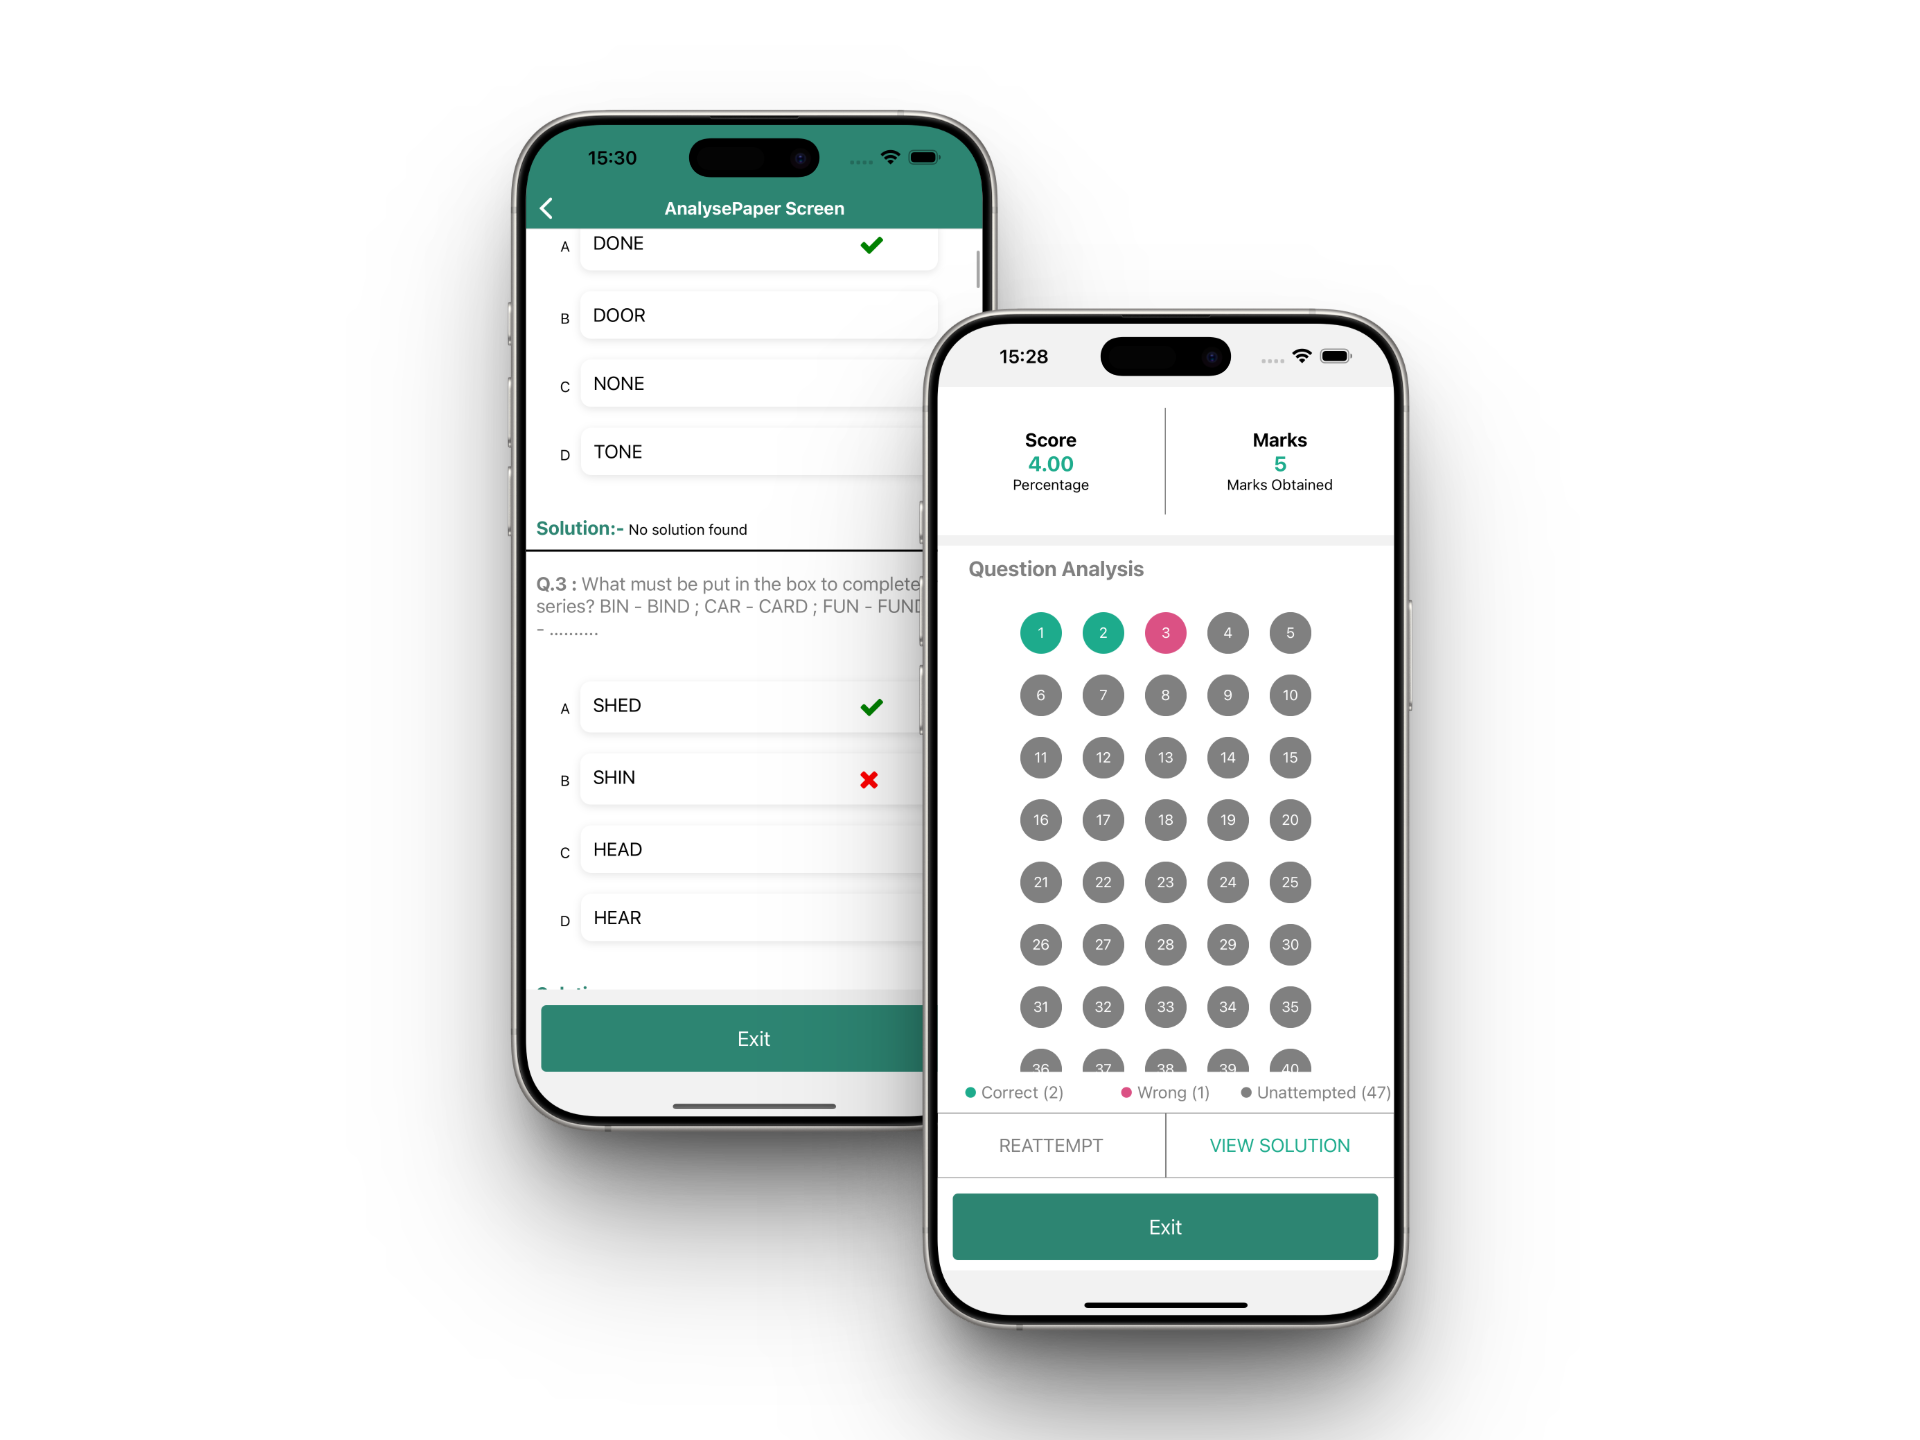 15:30
AnalysePaper Screen
A DONE
B DOOR
C NONE
D TONE
Solution:- No solution found
Q.3 : What must be put in the box to complete
series? BIN - BIND ; CAR - CARD ; FUN - FUND
- ..........
A SHED
B SHIN
C HEAD
D HEAR
Exit
15:28
Score Marks
4.00 5
Percentage Marks Obtained
Question Analysis
1 2 3 4 5
6 7 8 9 10
11 12 13 14 15
16 17 18 19 20
21 22 23 24 25
26 27 28 29 30
31 32 33 34 35
36 37 38 39 40
Correct (2) Wrong (1) Unattempted (47)
REATTEMPT VIEW SOLUTION
Exit